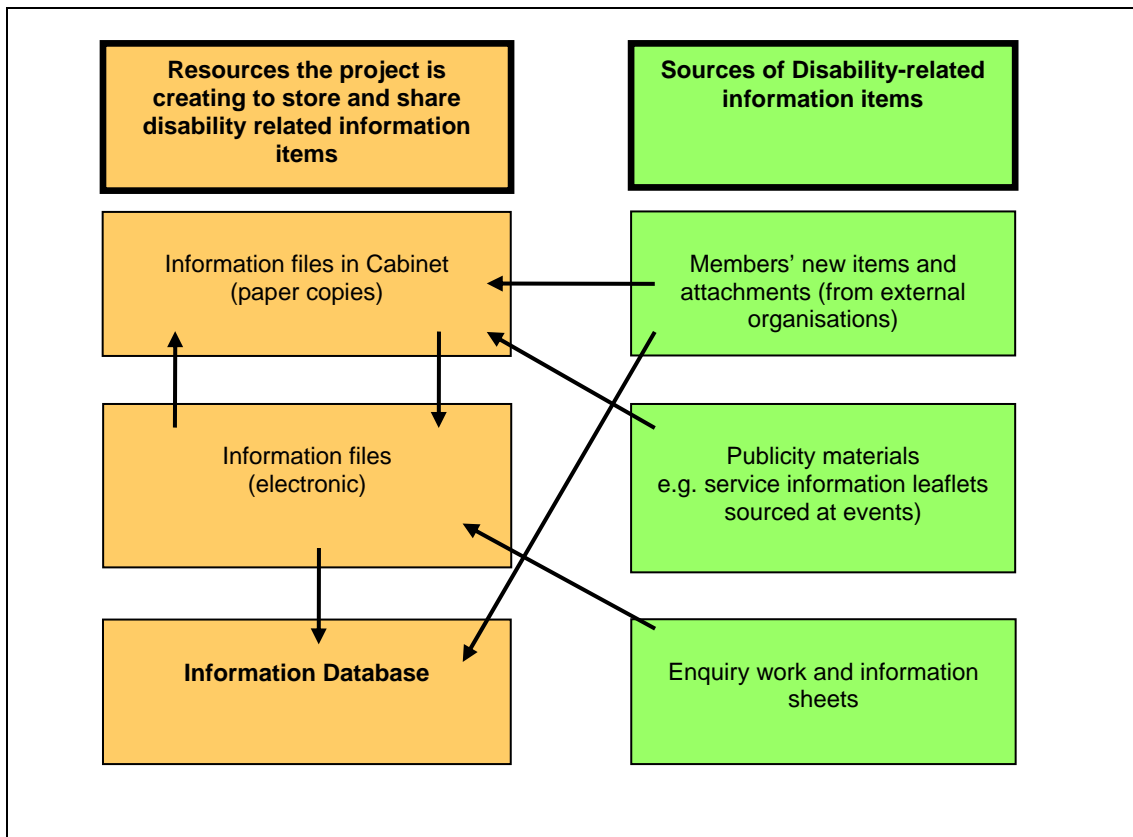 Resources the project is
creating to store and share
disability related information
items
Sources of Disability-related
information items
Information files in Cabinet
(paper copies)
Members’ new items and
attachments (from external
organisations)
Information files
(electronic)
Publicity materials
e.g. service information leaflets
sourced at events)
Information Database
Enquiry work and information
sheets